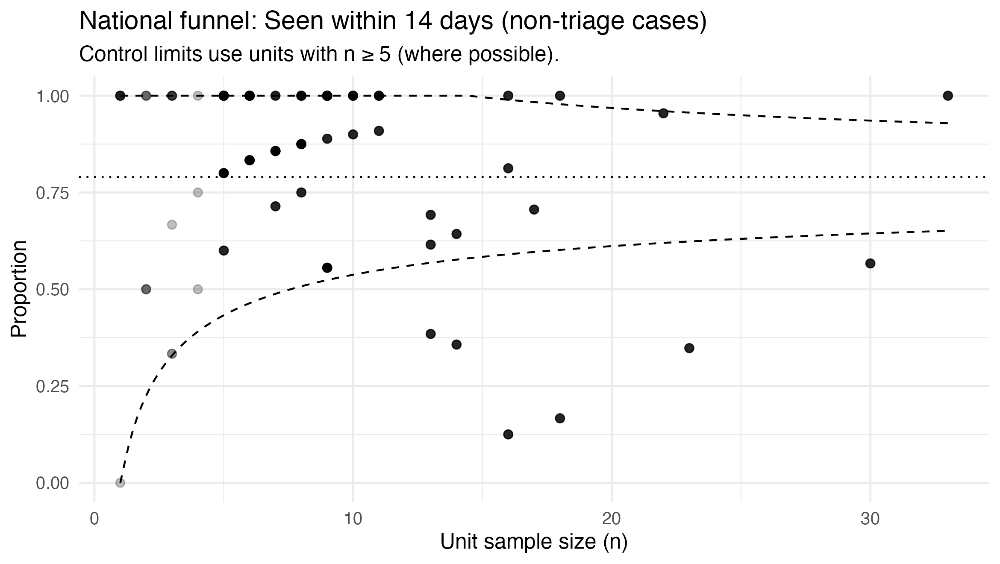 National funnel: Seen within 14 days (non-triage cases)
Control limits use units with n ≥ 5 (where possible).
1.00
0.75
0.50
0.25
0.00
Proportion
0
10
20
30
Unit sample size (n)